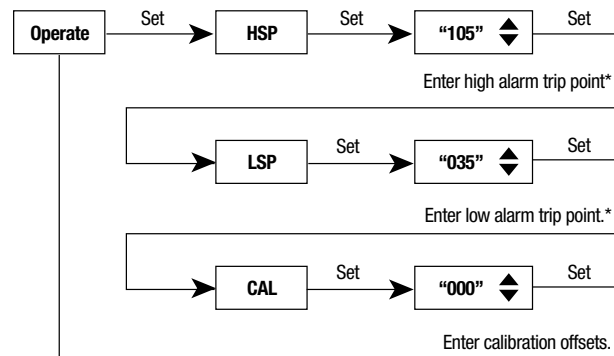 Operate Set HSP Set “105” Set
Enter high alarm trip point*
LSP Set “035” Set
Enter low alarm trip point.*
CAL Set “000” Set
Enter calibration offsets.